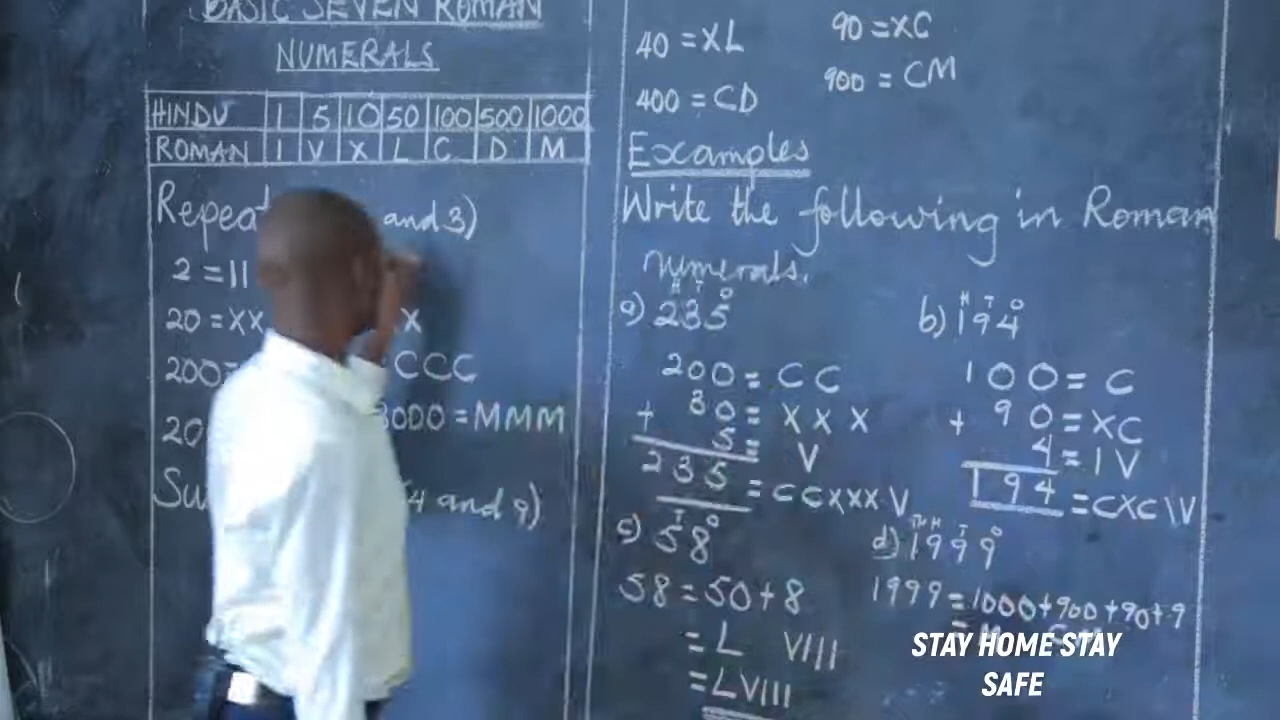 BASIC SEVEN ROMAN
NUMERALS
HINDU 1 5 10 50 100 500 1000
ROMAN I V X L C D M
Repeat and 3)
2 = II
20 = XX X
200 = CCC
20 3000 = MMM
(4 and 9)
40 = XL 90 = XC
400 = CD 900 = CM
Examples
Write the following in Roman
numerals.
H T O
a) 235
200 = CC
+ 30 = XXX
5 = V
235 = CCXXXV
H T O
b) 194
100 = C
+ 90 = XC
4 = IV
194 = CXCIV
T O
c) 58
58 = 50 + 8
= L VIII
= LVIII
TH H T O
d) 1999
1999 = 1000 + 900 + 90 + 9
STAY HOME STAY
SAFE